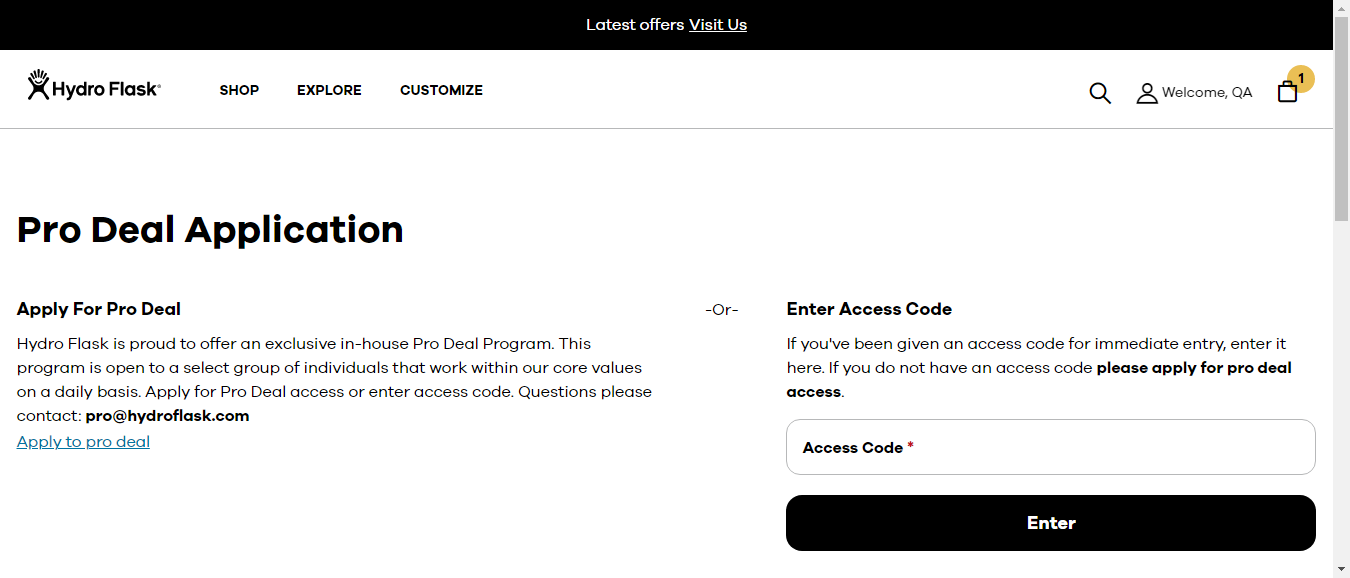 Latest offers Visit Us
Hydro Flask®
SHOP EXPLORE CUSTOMIZE
Welcome, QA
1
Pro Deal Application
Apply For Pro Deal
Hydro Flask is proud to offer an exclusive in-house Pro Deal Program. This
program is open to a select group of individuals that work within our core values
on a daily basis. Apply for Pro Deal access or enter access code. Questions please
contact: pro@hydroflask.com
Apply to pro deal
-Or-
Enter Access Code
If you've been given an access code for immediate entry, enter it
here. If you do not have an access code please apply for pro deal
access.
Access Code *
Enter